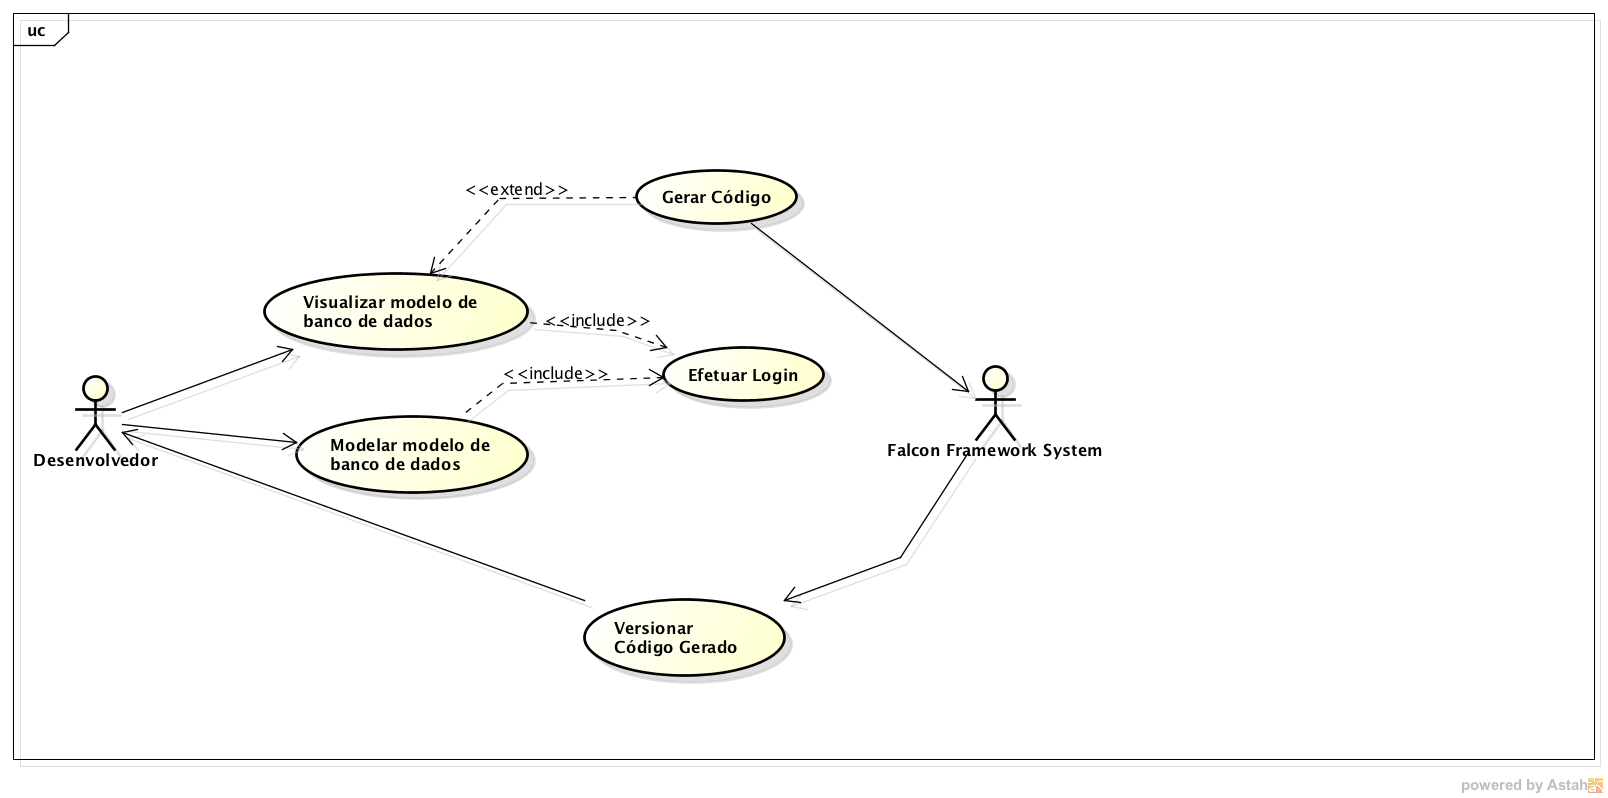 uc
<<extend>>
Gerar Código
Visualizar modelo de
banco de dados
<<include>>
<<include>>
Efetuar Login
Modelar modelo de
banco de dados
Desenvolvedor
Falcon Framework System
Versionar
Código Gerado
powered by Astah